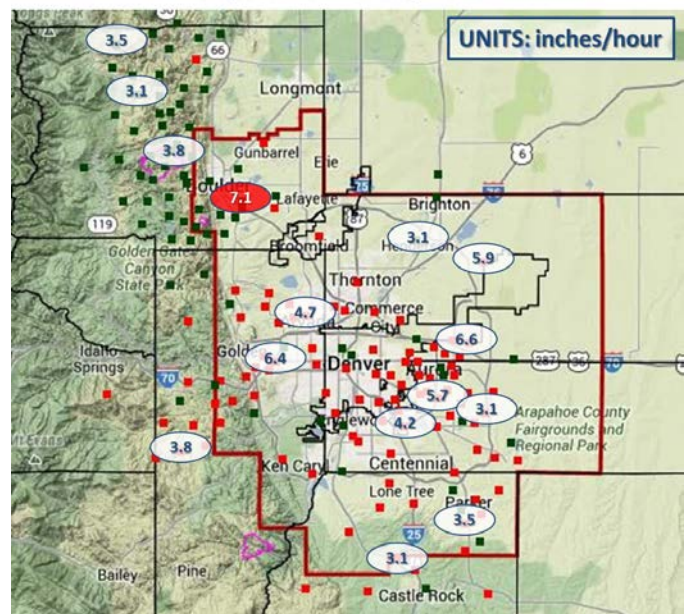 UNITS: inches/hour
3.5
66
Longmont
3.1
6
3.8
Gunbarrel
Erie
76
25
7.1
Lafayette
Brighton
119
87
3.1
Broomfield
Golden Gate
Canyon
State Park
5.9
Thornton
4.7
Commerce
City
6.6
Idaho
Springs
6.4
Denver
Aurora
287
36
70
70
5.7
3.1
Arapahoe County
Fairgrounds and
Regional Park
4.2
3.8
Ken Caryl
Centennial
Lone Tree
Parker
3.5
25
3.1
Bailey
Pine
Castle Rock